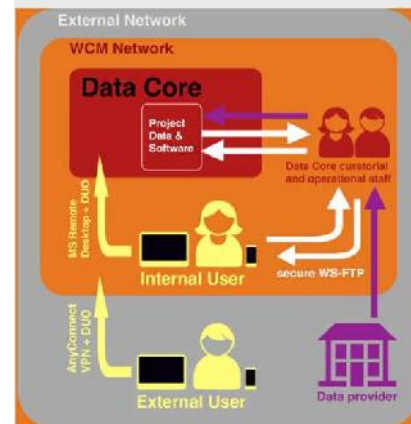 External Network
WCM Network
Data Core
Project
Data &
Software
Data Core curatorial
and operational staff
MS Remote
Desktop + DUO
Internal User
secure WS-FTP
AnyConnect
VPN + DUO
External User
Data provider